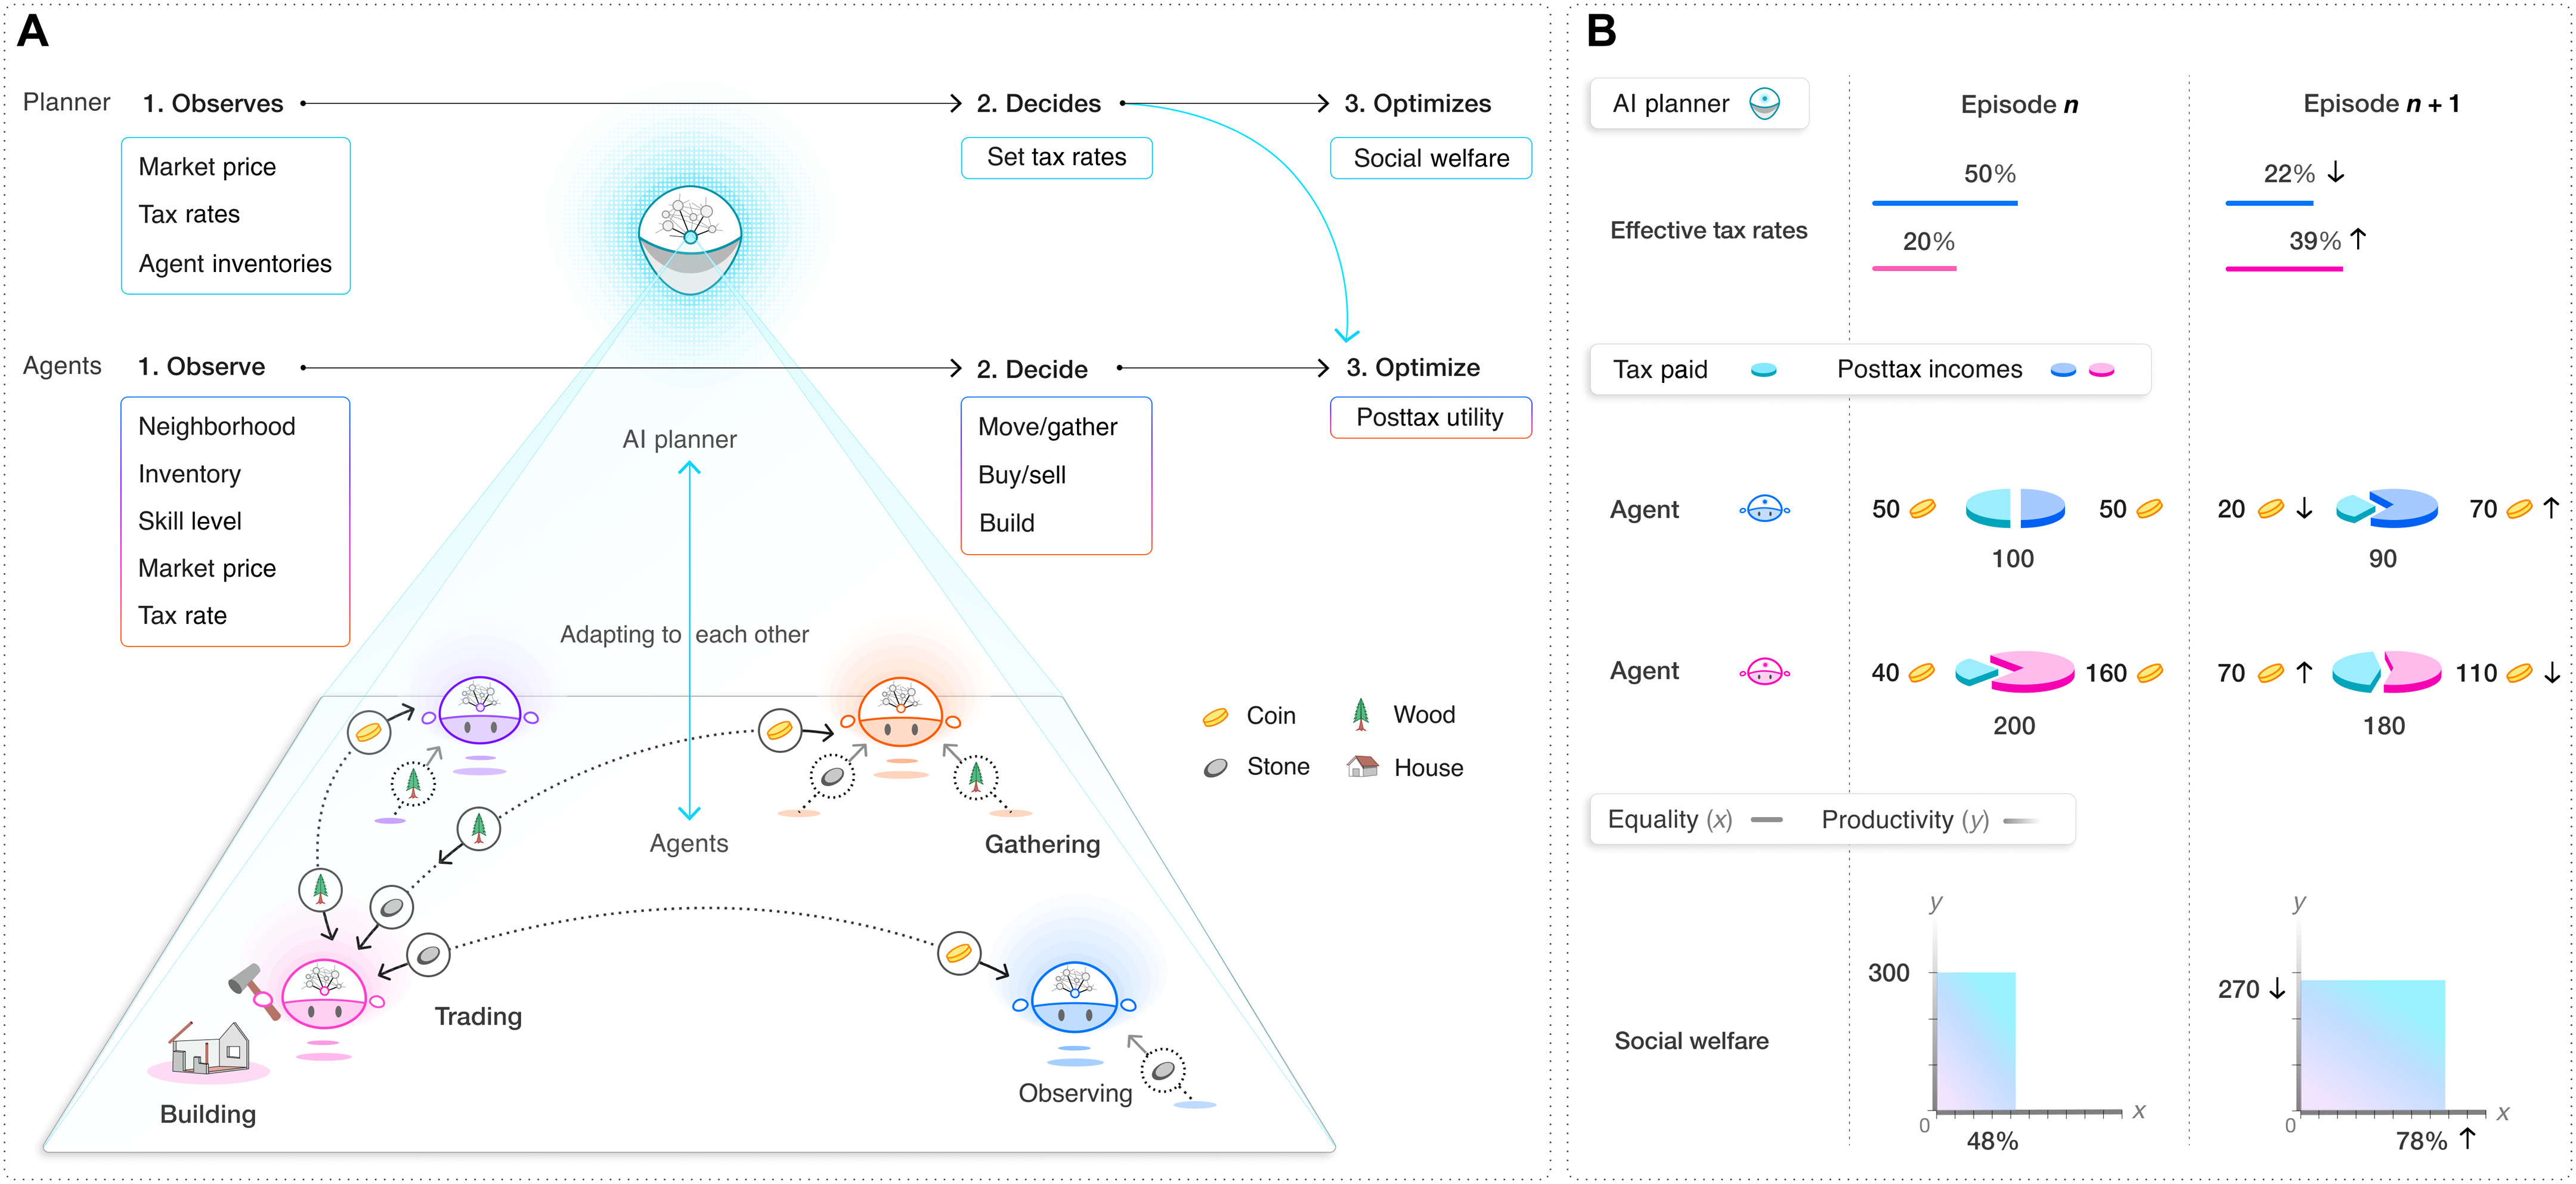 A
Planner
1. Observes
2. Decides
3. Optimizes
Market price
Tax rates
Agent inventories
Set tax rates
Social welfare
Agents
1. Observe
2. Decide
3. Optimize
Neighborhood
Inventory
Skill level
Market price
Tax rate
Move/gather
Buy/sell
Build
Posttax utility
AI planner
Adapting to each other
Agents
Gathering
Trading
Building
Observing
Coin
Wood
Stone
House
B
AI planner
Episode n
Episode n + 1
Effective tax rates
50%
22% ↓
20%
39% ↑
Tax paid
Posttax incomes
Agent
50
50
100
20 ↓
70 ↑
90
Agent
40
160
200
70 ↑
110 ↓
180
Equality (x)
Productivity (y)
Social welfare
y
300
0
x
48%
y
270 ↓
0
x
78% ↑